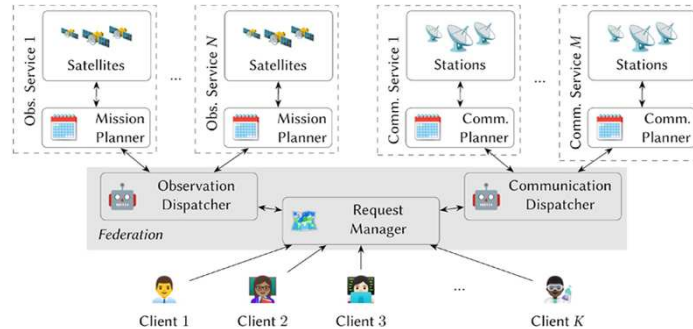 Obs. Service 1
Satellites
Mission
Planner
...
Obs. Service N
Satellites
Mission
Planner
Comm. Service 1
Stations
Comm.
Planner
...
Comm. Service M
Stations
Comm.
Planner
Observation
Dispatcher
Request
Manager
Communication
Dispatcher
Federation
Client 1
Client 2
Client 3
...
Client K